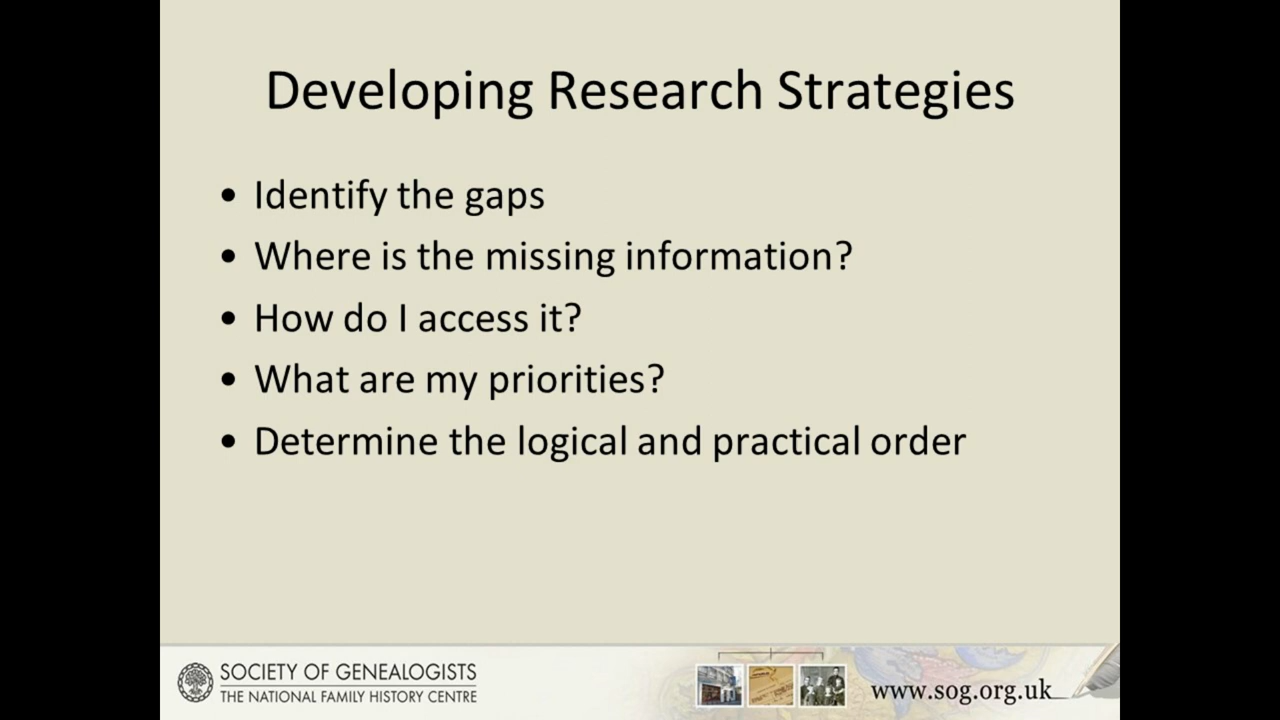 Developing Research Strategies
• Identify the gaps
• Where is the missing information?
• How do I access it?
• What are my priorities?
• Determine the logical and practical order
SOCIETY OF GENEALOGISTS
THE NATIONAL FAMILY HISTORY CENTRE
www.sog.org.uk